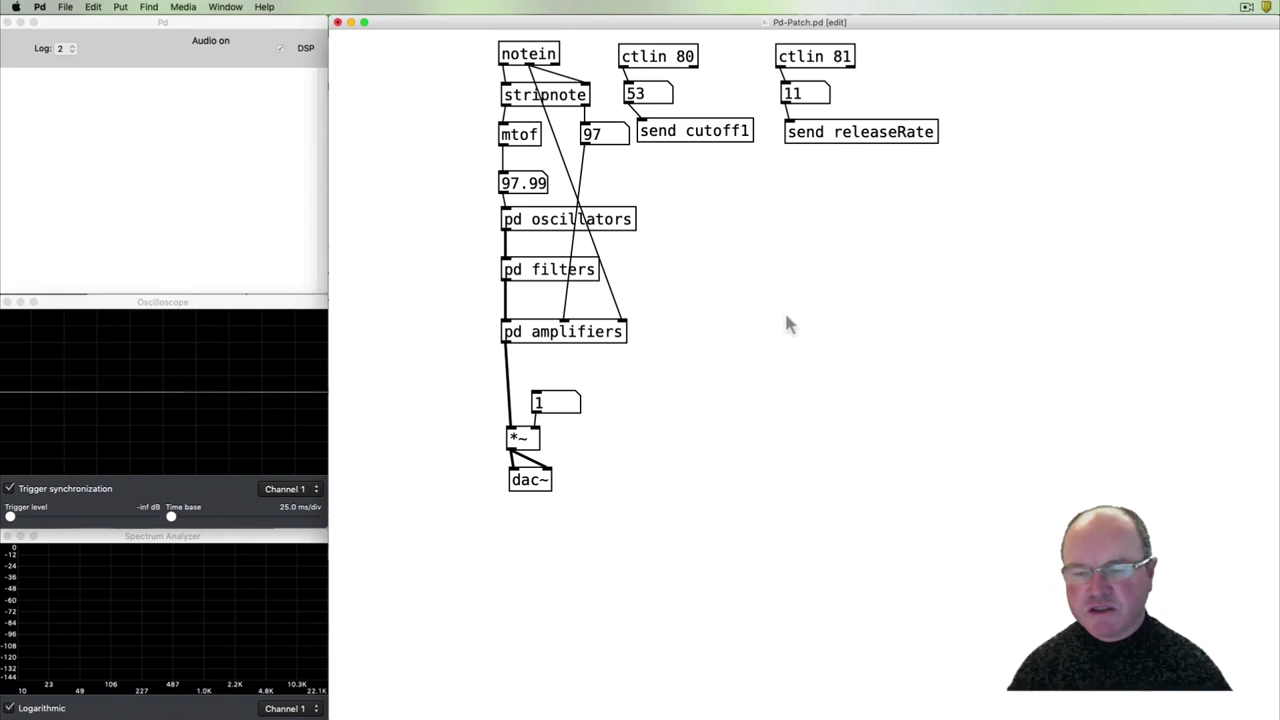 Pd File Edit Put Find Media Window Help
Pd
Log: 2
Audio on
DSP
Oscilloscope
Trigger synchronization
Channel 1
Trigger level
-inf dB
Time base
25.0 ms/div
Spectrum Analyzer
0
-12
-24
-36
-48
-60
-72
-84
-96
-108
-120
-132
-144
10 23 49 106 227 487 1.0K 2.2K 4.8K 10.3K 22.1K
Logarithmic
Channel 1
Pd-Patch.pd [edit]
notein
stripnote
mtof
97
97.99
pd oscillators
pd filters
pd amplifiers
1
*~
dac~
ctlin 80
53
send cutoff1
ctlin 81
11
send releaseRate